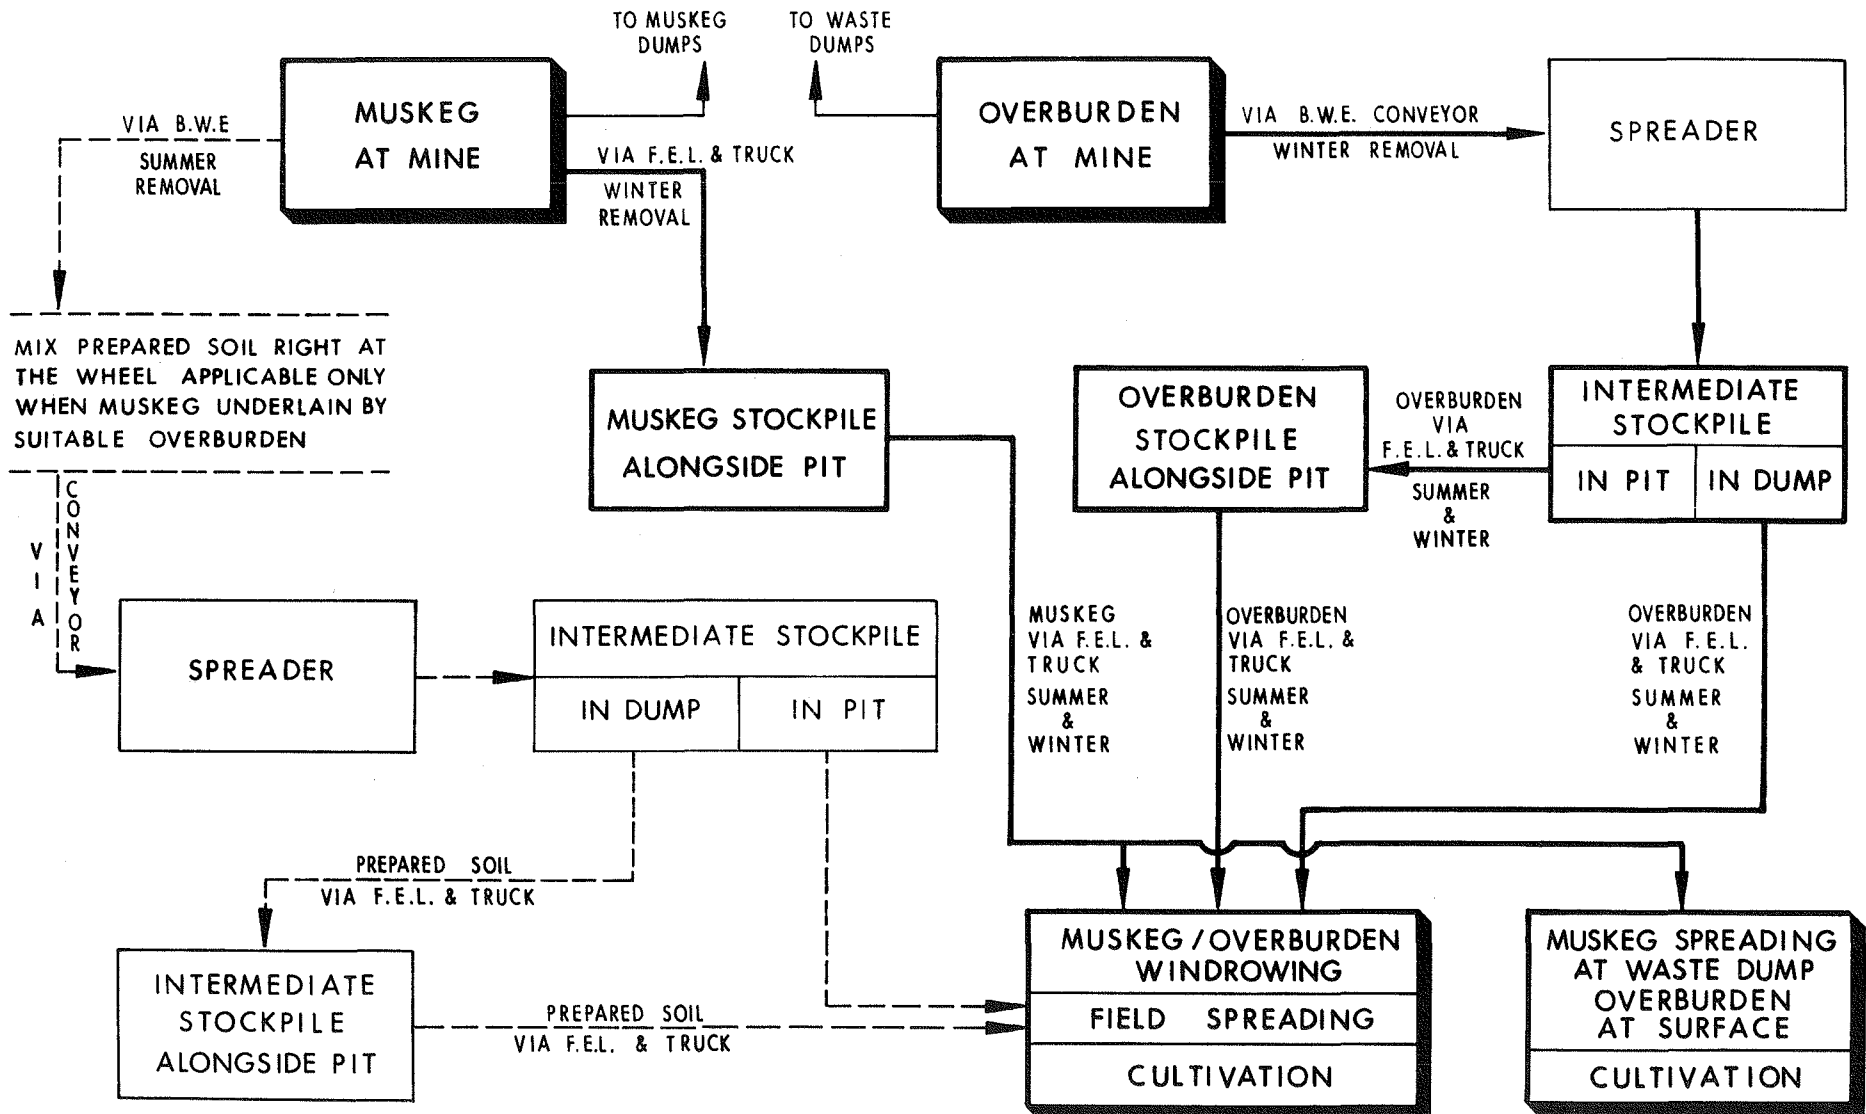 TO MUSKEG
DUMPS
TO WASTE
DUMPS
MUSKEG
AT MINE
OVERBURDEN
AT MINE
SPREADER
VIA B.W.E
SUMMER
REMOVAL
VIA F.E.L. & TRUCK
WINTER
REMOVAL
VIA B.W.E. CONVEYOR
WINTER REMOVAL
MIX PREPARED SOIL RIGHT AT
THE WHEEL APPLICABLE ONLY
WHEN MUSKEG UNDERLAIN BY
SUITABLE OVERBURDEN
MUSKEG STOCKPILE
ALONGSIDE PIT
OVERBURDEN
STOCKPILE
ALONGSIDE PIT
OVERBURDEN
VIA
F.E.L. & TRUCK
SUMMER
&
WINTER
INTERMEDIATE
STOCKPILE
IN PIT
IN DUMP
VIA
CONVEYOR
SPREADER
INTERMEDIATE STOCKPILE
IN DUMP
IN PIT
MUSKEG
VIA F.E.L. &
TRUCK
SUMMER
&
WINTER
OVERBURDEN
VIA F.E.L. &
TRUCK
SUMMER
&
WINTER
OVERBURDEN
VIA F.E.L.
& TRUCK
SUMMER
&
WINTER
PREPARED SOIL
VIA F.E.L. & TRUCK
INTERMEDIATE
STOCKPILE
ALONGSIDE PIT
PREPARED SOIL
VIA F.E.L. & TRUCK
MUSKEG / OVERBURDEN
WINDROWING
FIELD SPREADING
CULTIVATION
MUSKEG SPREADING
AT WASTE DUMP
OVERBURDEN
AT SURFACE
CULTIVATION